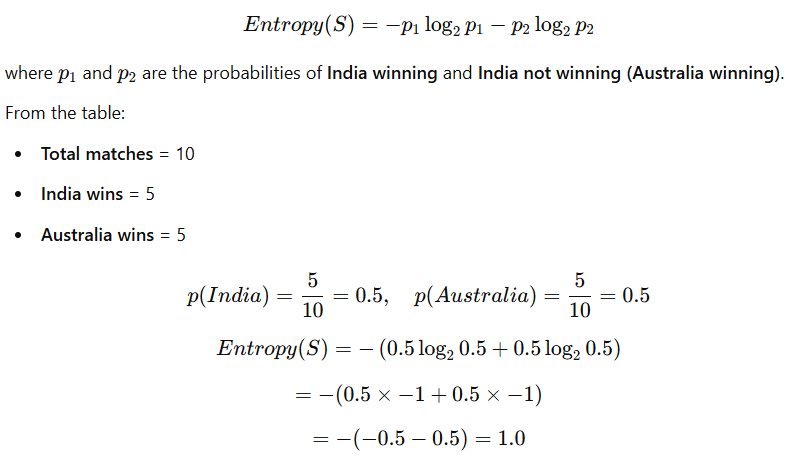 Entropy(S) = −p₁ log₂ p₁ − p₂ log₂ p₂
where p₁ and p₂ are the probabilities of India winning and India not winning (Australia winning).
From the table:
• Total matches = 10
• India wins = 5
• Australia wins = 5
p(India) = 5/10 = 0.5, p(Australia) = 5/10 = 0.5
Entropy(S) = − (0.5 log₂ 0.5 + 0.5 log₂ 0.5)
= −(0.5 × −1 + 0.5 × −1)
= −(−0.5 − 0.5) = 1.0